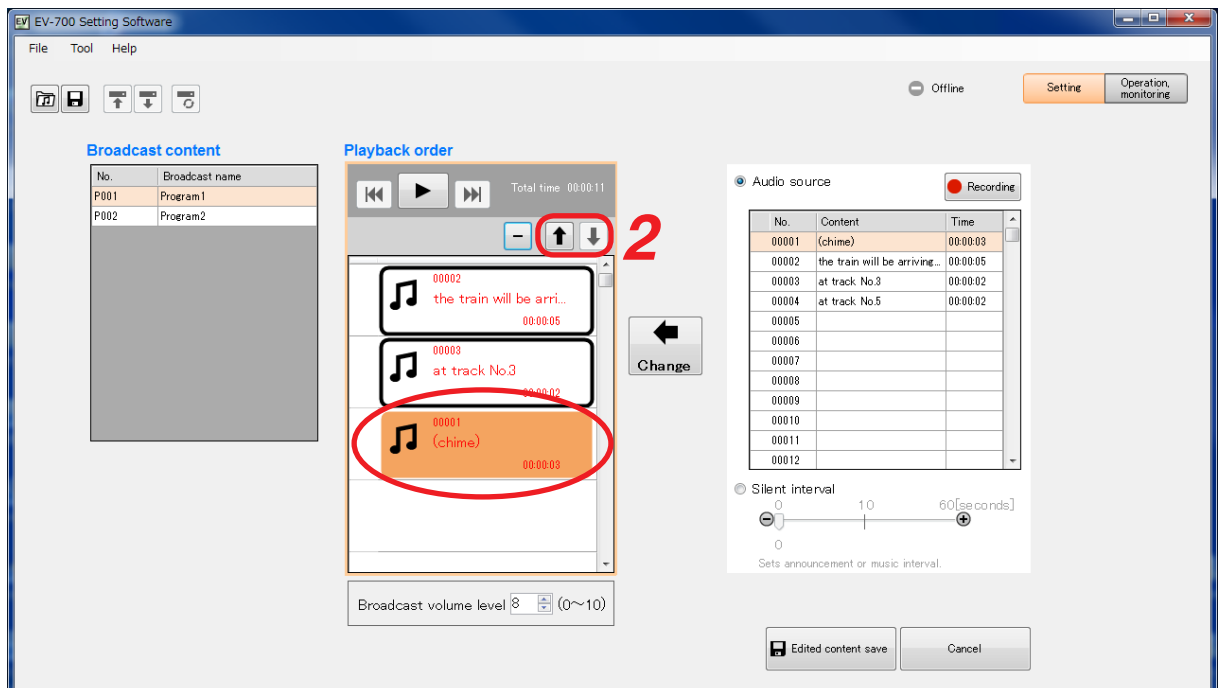 EV EV-700 Setting Software
File Tool Help
Offline
Setting
Operation,
monitoring
Broadcast content
No. Broadcast name
P001 Program1
P002 Program2
Playback order
Total time 00:00:11
2
00002
the train will be arri...
00:00:05
00003
at track No.3
00:00:02
00001
(chime)
00:00:03
Broadcast volume level 8 (0～10)
Change
Audio source
Recording
No. Content Time
00001 (chime) 00:00:03
00002 the train will be arriving... 00:00:05
00003 at track No.3 00:00:02
00004 at track No.5 00:00:02
00005
00006
00007
00008
00009
00010
00011
00012
Silent interval
0 10 60[seconds]
0
Sets announcement or music interval.
Edited content save
Cancel